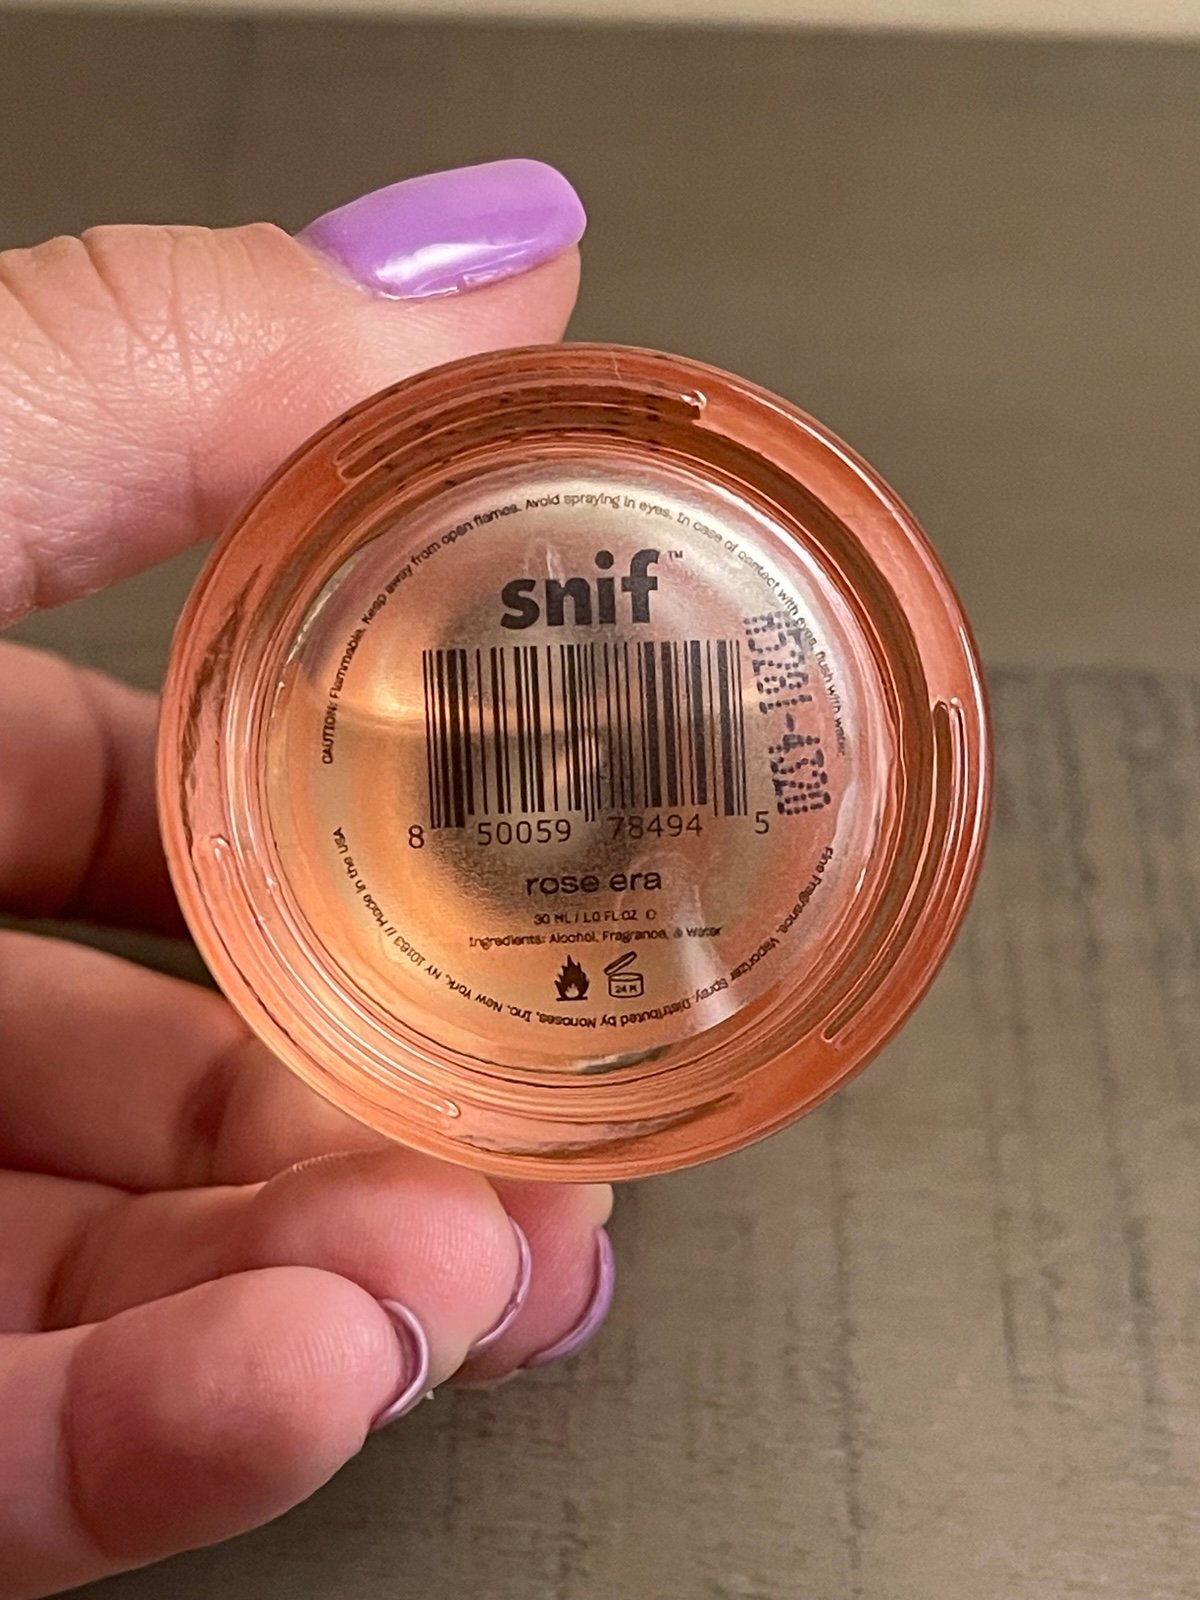 CAUTION: Flammable. Keep away from open flames. Avoid spraying in eyes. In case of contact with eyes, flush with water.
snif™
8 50059 78494 5
rose era
30 ML / 1.0 FL OZ ℮
Ingredients: Alcohol, Fragrance, & Water
24 M
Fine Fragrance. Vaporizer Spray. Distributed by Nonoses, Inc. New York, NY 10163 // Made in the USA